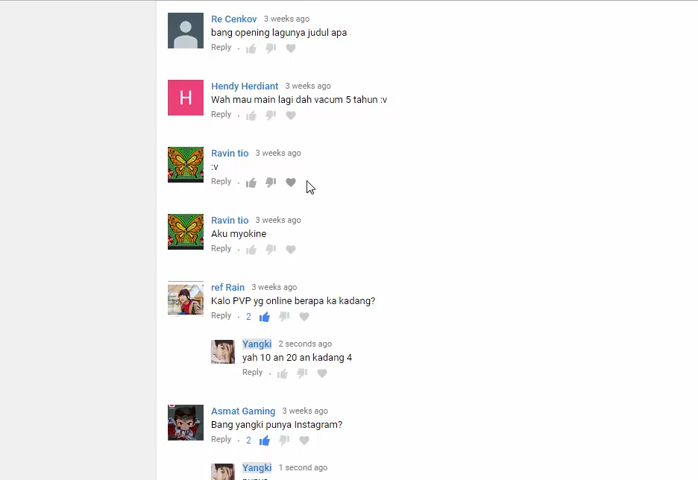 Re Cenkov 3 weeks ago
bang opening lagunya judul apa
Reply
H
Hendy Herdiant 3 weeks ago
Wah mau main lagi dah vacum 5 tahun :v
Reply
Ravin tio 3 weeks ago
:v
Reply
Ravin tio 3 weeks ago
Aku myokine
Reply
ref Rain 3 weeks ago
Kalo PVP yg online berapa ka kadang?
Reply 2
Yangki 2 seconds ago
yah 10 an 20 an kadang 4
Reply
Asmat Gaming 3 weeks ago
Bang yangki punya Instagram?
Reply 2
Yangki 1 second ago